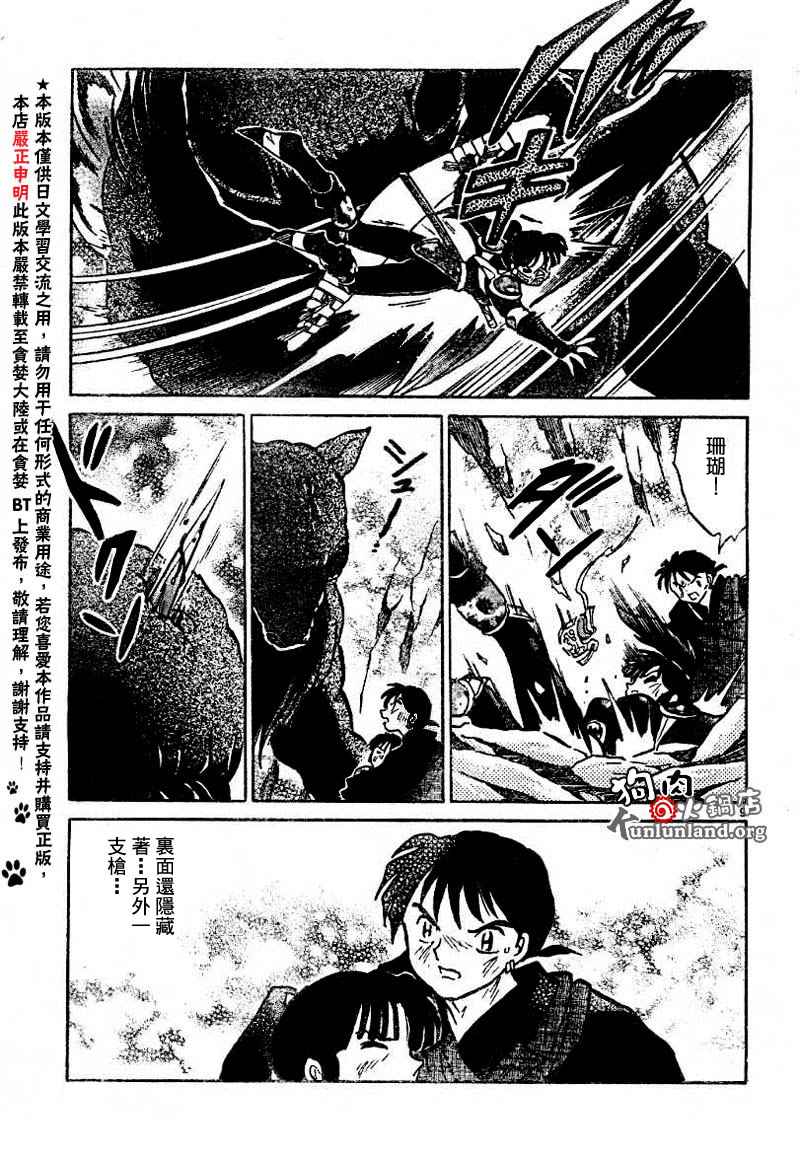 ★本版本僅供日文學習交流之用，請勿用于任何形式的商業用途，若您喜愛本作品請支持并購買正版，
本店嚴正申明此版本嚴禁轉載至貪婪大陸或在貪婪 BT 上發布，敬請理解，謝謝支持！
キ
珊瑚！
ダン
シュー
ドク
狗肉火鍋店
Kunlunland.org
裏面還隱藏
著…另外一
支槍…